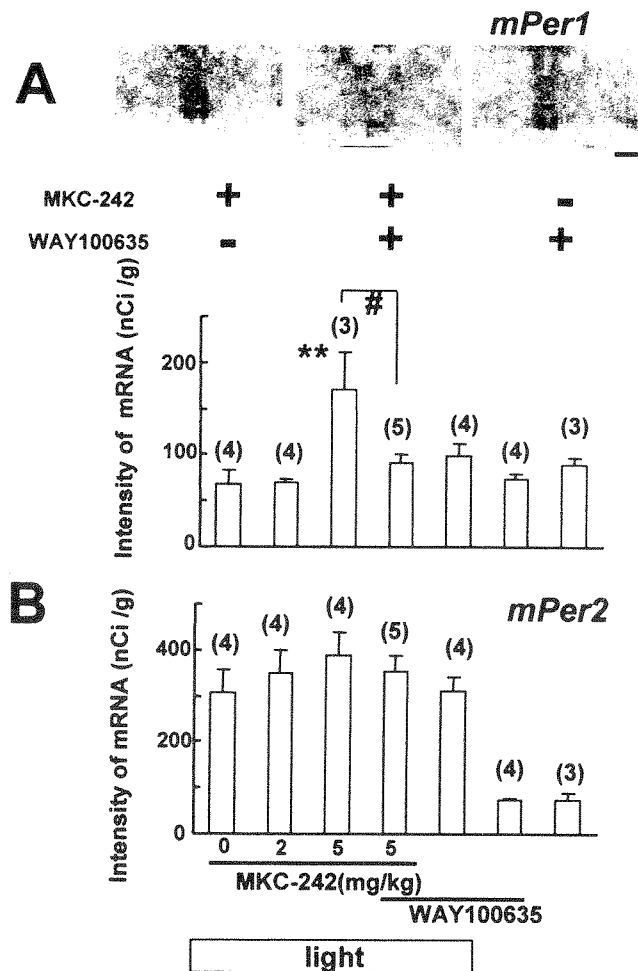 mPer1
A
MKC-242 + + -
WAY100635 - + +
#
(3)
**
(4) (4) (5) (4) (4) (3)
200
100
0
Intensity of mRNA (nCi /g)
B
mPer2
(4) (4) (4) (5) (4) (4) (3)
400
200
0
Intensity of mRNA (nCi /g)
0 2 5 5
MKC-242(mg/kg)
WAY100635
light